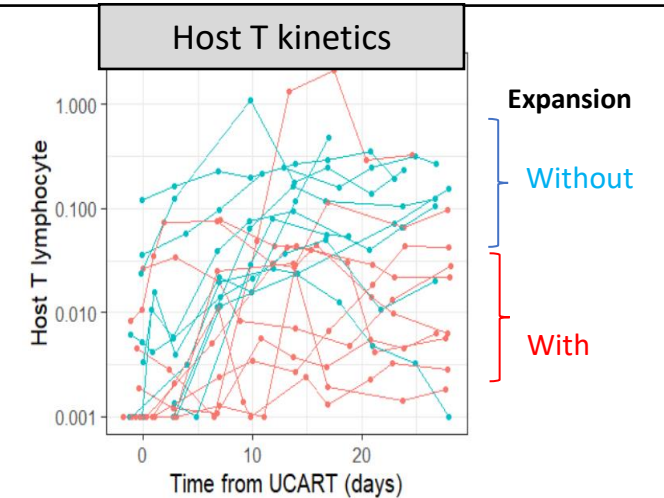 Host T kinetics
Host T lymphocyte
1.000
0.100
0.010
0.001
0
10
20
Time from UCART (days)
Expansion
Without
With